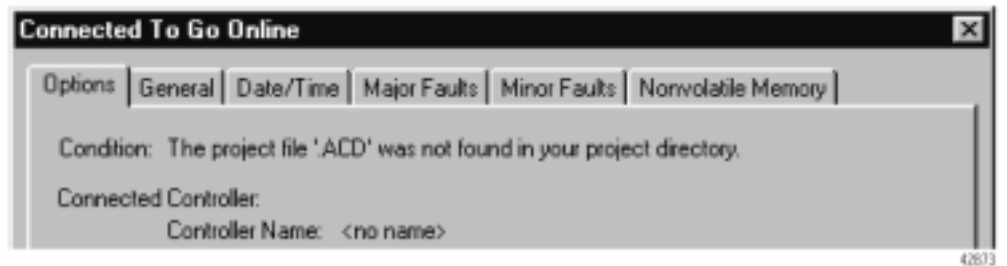 Connected To Go Online
Options General Date/Time Major Faults Minor Faults Nonvolatile Memory
Condition: The project file '.ACD' was not found in your project directory.
Connected Controller:
Controller Name: <no name>
42873